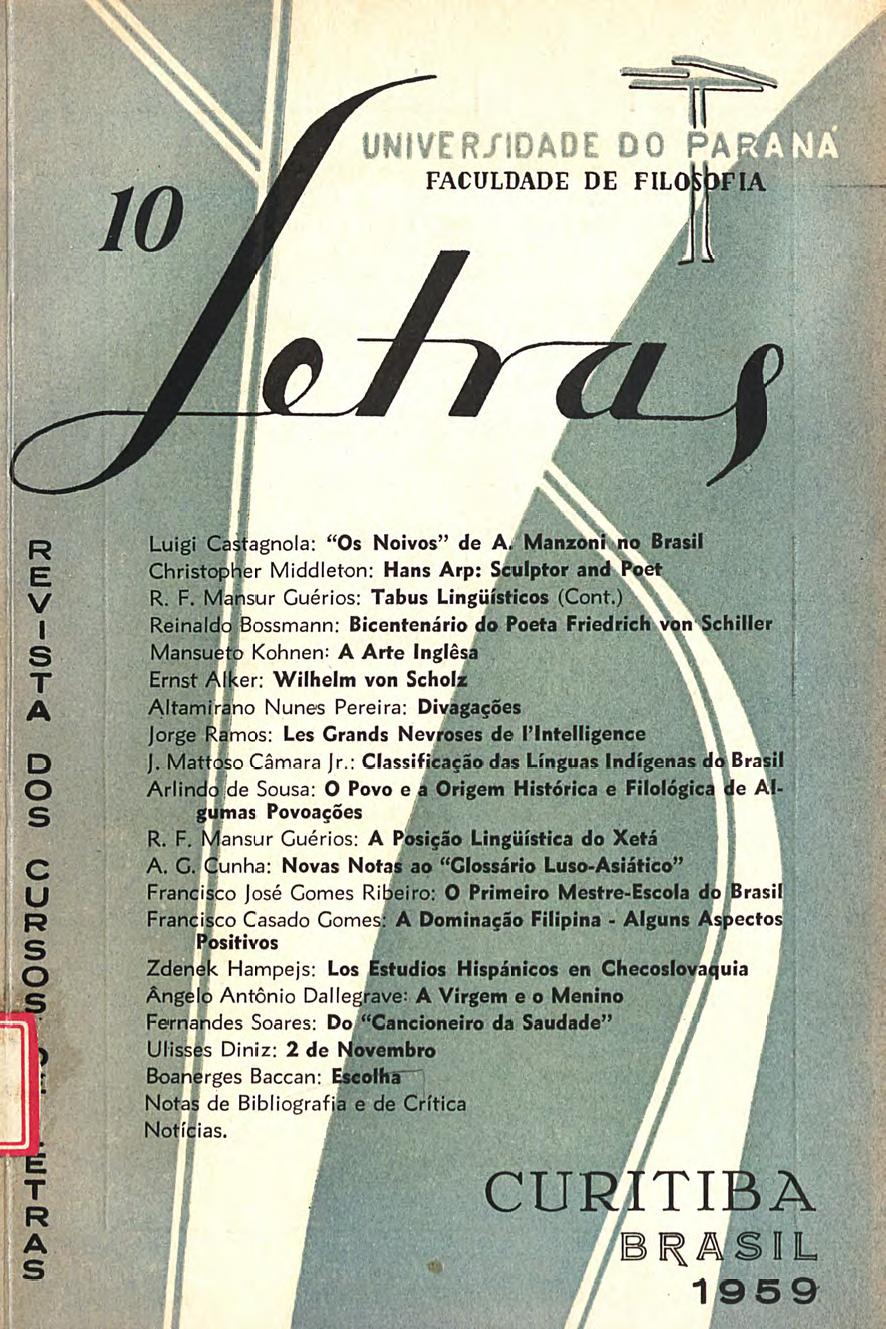 UNIVERSIDADE DO PARANÁ
FACULDADE DE FILOSOFIA
10
Letras
Luigi Castagnola: “Os Noivos” de A. Manzoni no Brasil
Christopher Middleton: Hans Arp: Sculptor and Poet
R. F. Mansur Guérios: Tabus Lingüísticos (Cont.)
Reinaldo Bossmann: Bicentenário do Poeta Friedrich von Schiller
Mansueto Kohnen: A Arte Inglêsa
Ernst Alker: Wilhelm von Scholz
Altamirano Nunes Pereira: Divagações
Jorge Ramos: Les Grands Nevroses de l’Intelligence
J. Mattoso Câmara Jr.: Classificação das Línguas Indígenas do Brasil
Arlindo de Sousa: O Povo e a Origem Histórica e Filológica de Al-
gumas Povoações
R. F. Mansur Guérios: A Posição Lingüística do Xetá
A. G. Cunha: Novas Notas ao “Glossário Luso-Asiático”
Francisco José Gomes Ribeiro: O Primeiro Mestre-Escola do Brasil
Francisco Casado Gomes: A Dominação Filipina - Alguns Aspectos
Positivos
Zdenek Hampejs: Los Estudios Hispánicos en Checoslovaquia
Ângelo Antônio Dallegrave: A Virgem e o Menino
Fernandes Soares: Do “Cancioneiro da Saudade”
Ulisses Diniz: 2 de Novembro
Boanerges Baccan: Escolha
Notas de Bibliografia e de Crítica
Notícias.
REVISTA DOS CURSOS ETRAS
CURITIBA
BRASIL
1959